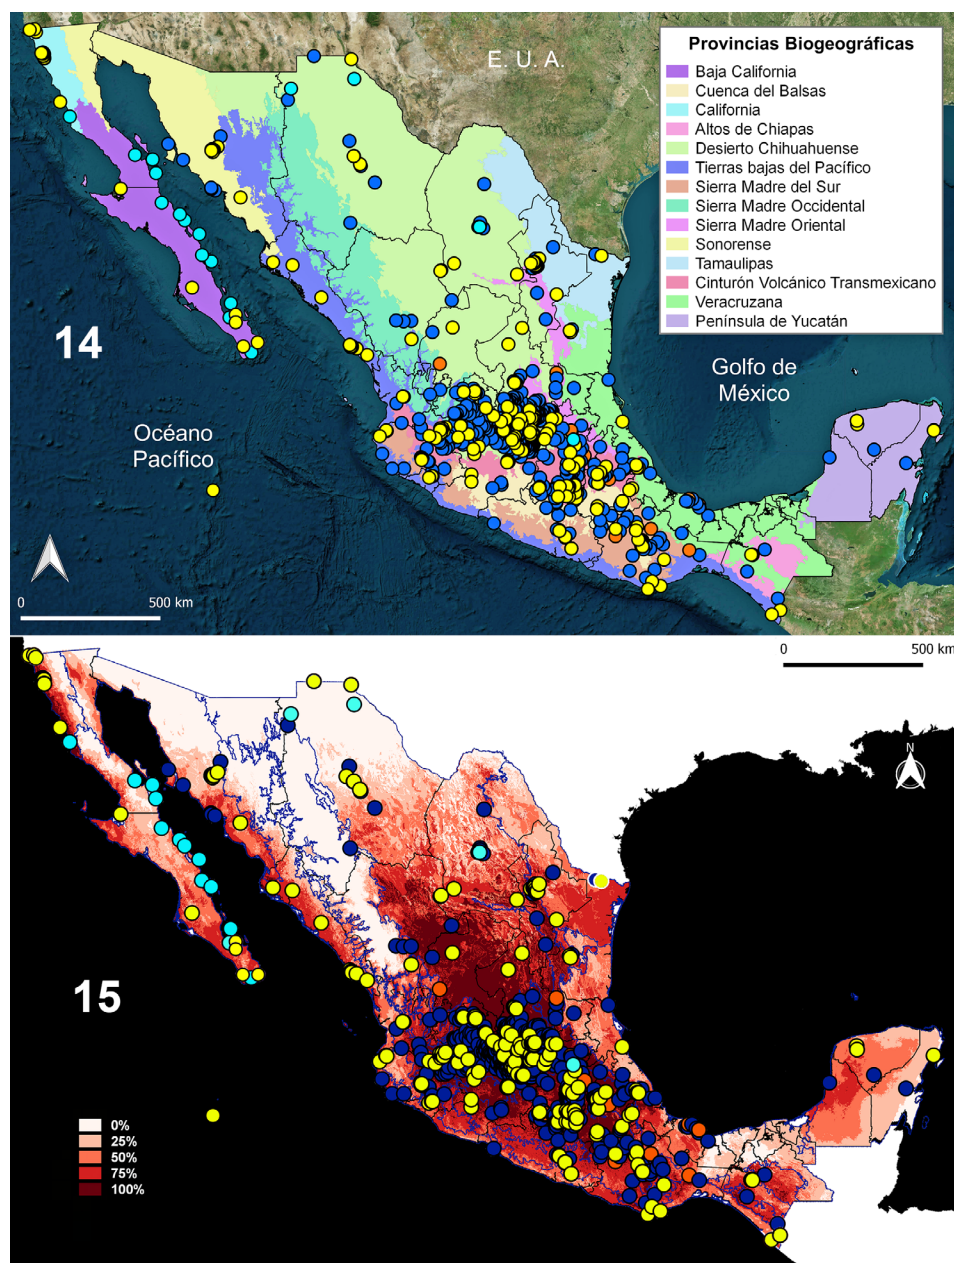 E. U. A.
Provincias Biogeográficas
Baja California
Cuenca del Balsas
California
Altos de Chiapas
Desierto Chihuahuense
Tierras bajas del Pacífico
Sierra Madre del Sur
Sierra Madre Occidental
Sierra Madre Oriental
Sonorense
Tamaulipas
Cinturón Volcánico Transmexicano
Veracruzana
Península de Yucatán
14
Golfo de
México
Océano
Pacífico
0 500 km
0 500 km
N
15
0%
25%
50%
75%
100%